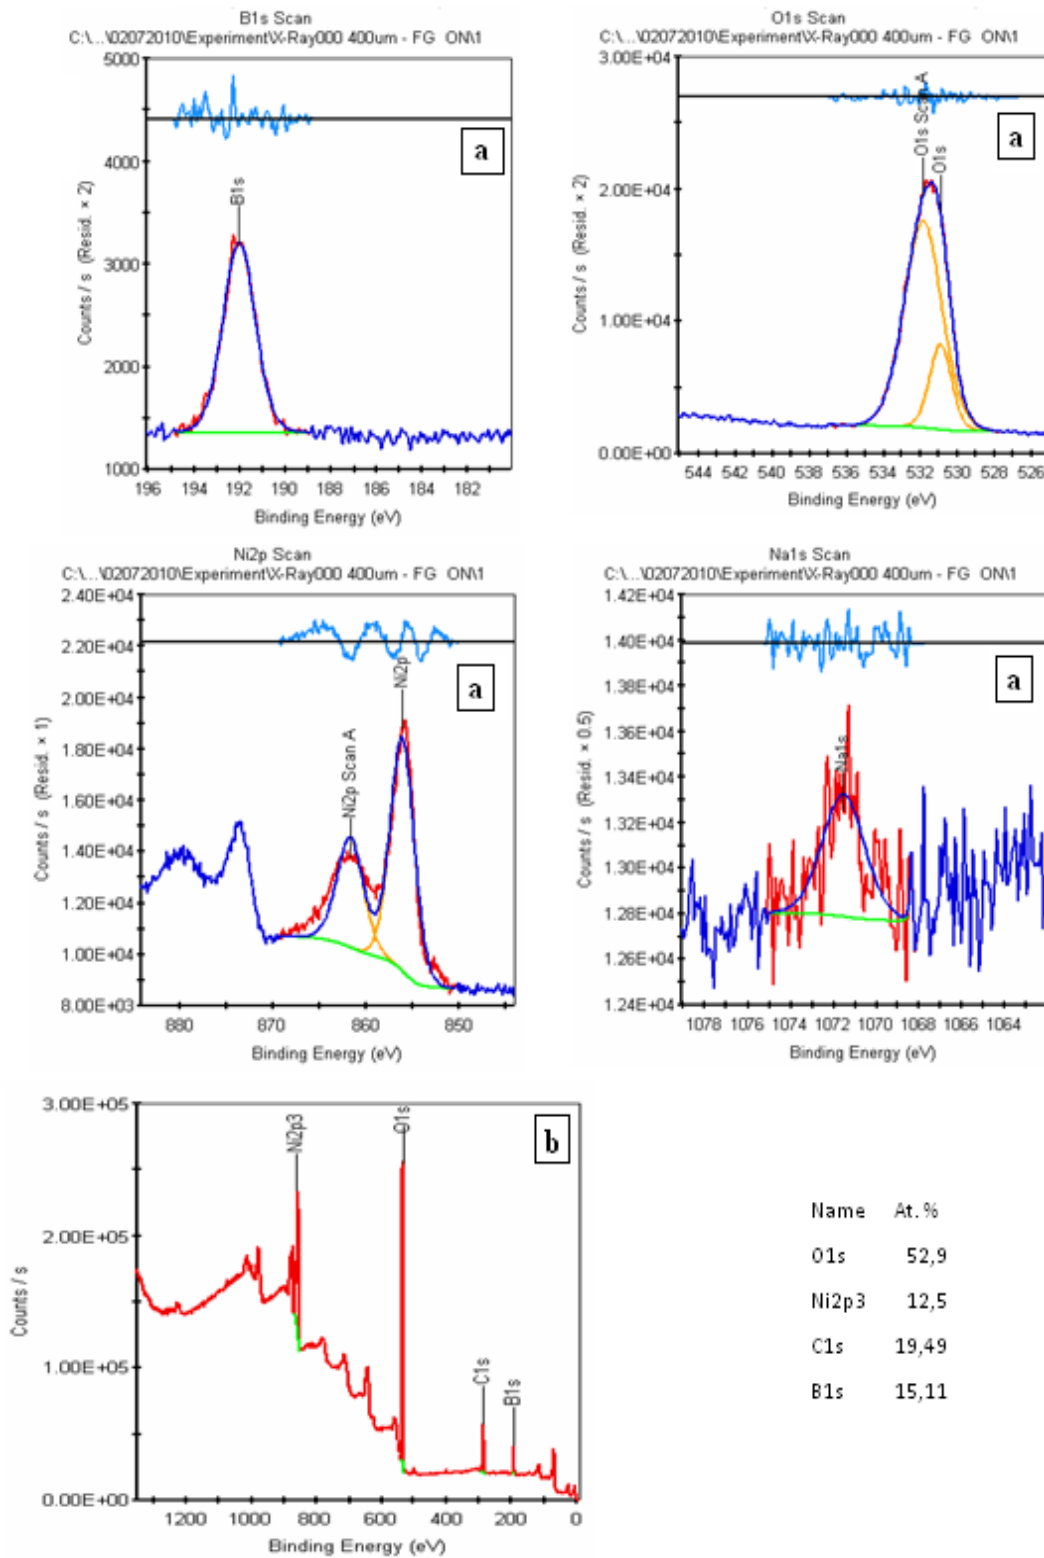 B1s Scan
C:\...\02072010\Experiment\X-Ray000 400um - FG ON\1
5000
4000
3000
2000
1000
Counts / s (Resid. × 2)
a
B1s
196 194 192 190 188 186 184 182
Binding Energy (eV)
O1s Scan
C:\...\02072010\Experiment\X-Ray000 400um - FG ON\1
3.00E+04
2.00E+04
1.00E+04
0.00E+00
Counts / s (Resid. × 2)
a
O1s Scan A
O1s
544 542 540 538 536 534 532 530 528 526
Binding Energy (eV)
Ni2p Scan
C:\...\02072010\Experiment\X-Ray000 400um - FG ON\1
2.40E+04
2.20E+04
2.00E+04
1.80E+04
1.60E+04
1.40E+04
1.20E+04
1.00E+04
8.00E+03
Counts / s (Resid. × 1)
a
Ni2p Scan A
Ni2p
880 870 860 850
Binding Energy (eV)
Na1s Scan
C:\...\02072010\Experiment\X-Ray000 400um - FG ON\1
1.42E+04
1.40E+04
1.38E+04
1.36E+04
1.34E+04
1.32E+04
1.30E+04
1.28E+04
1.26E+04
1.24E+04
Counts / s (Resid. × 0.5)
a
Na1s
1078 1076 1074 1072 1070 1068 1066 1064
Binding Energy (eV)
3.00E+05
2.00E+05
1.00E+05
0.00E+00
Counts / s
b
Ni2p3
O1s
C1s
B1s
1200 1000 800 600 400 200 0
Binding Energy (eV)
Name At.%
O1s 52,9
Ni2p3 12,5
C1s 19,49
B1s 15,11